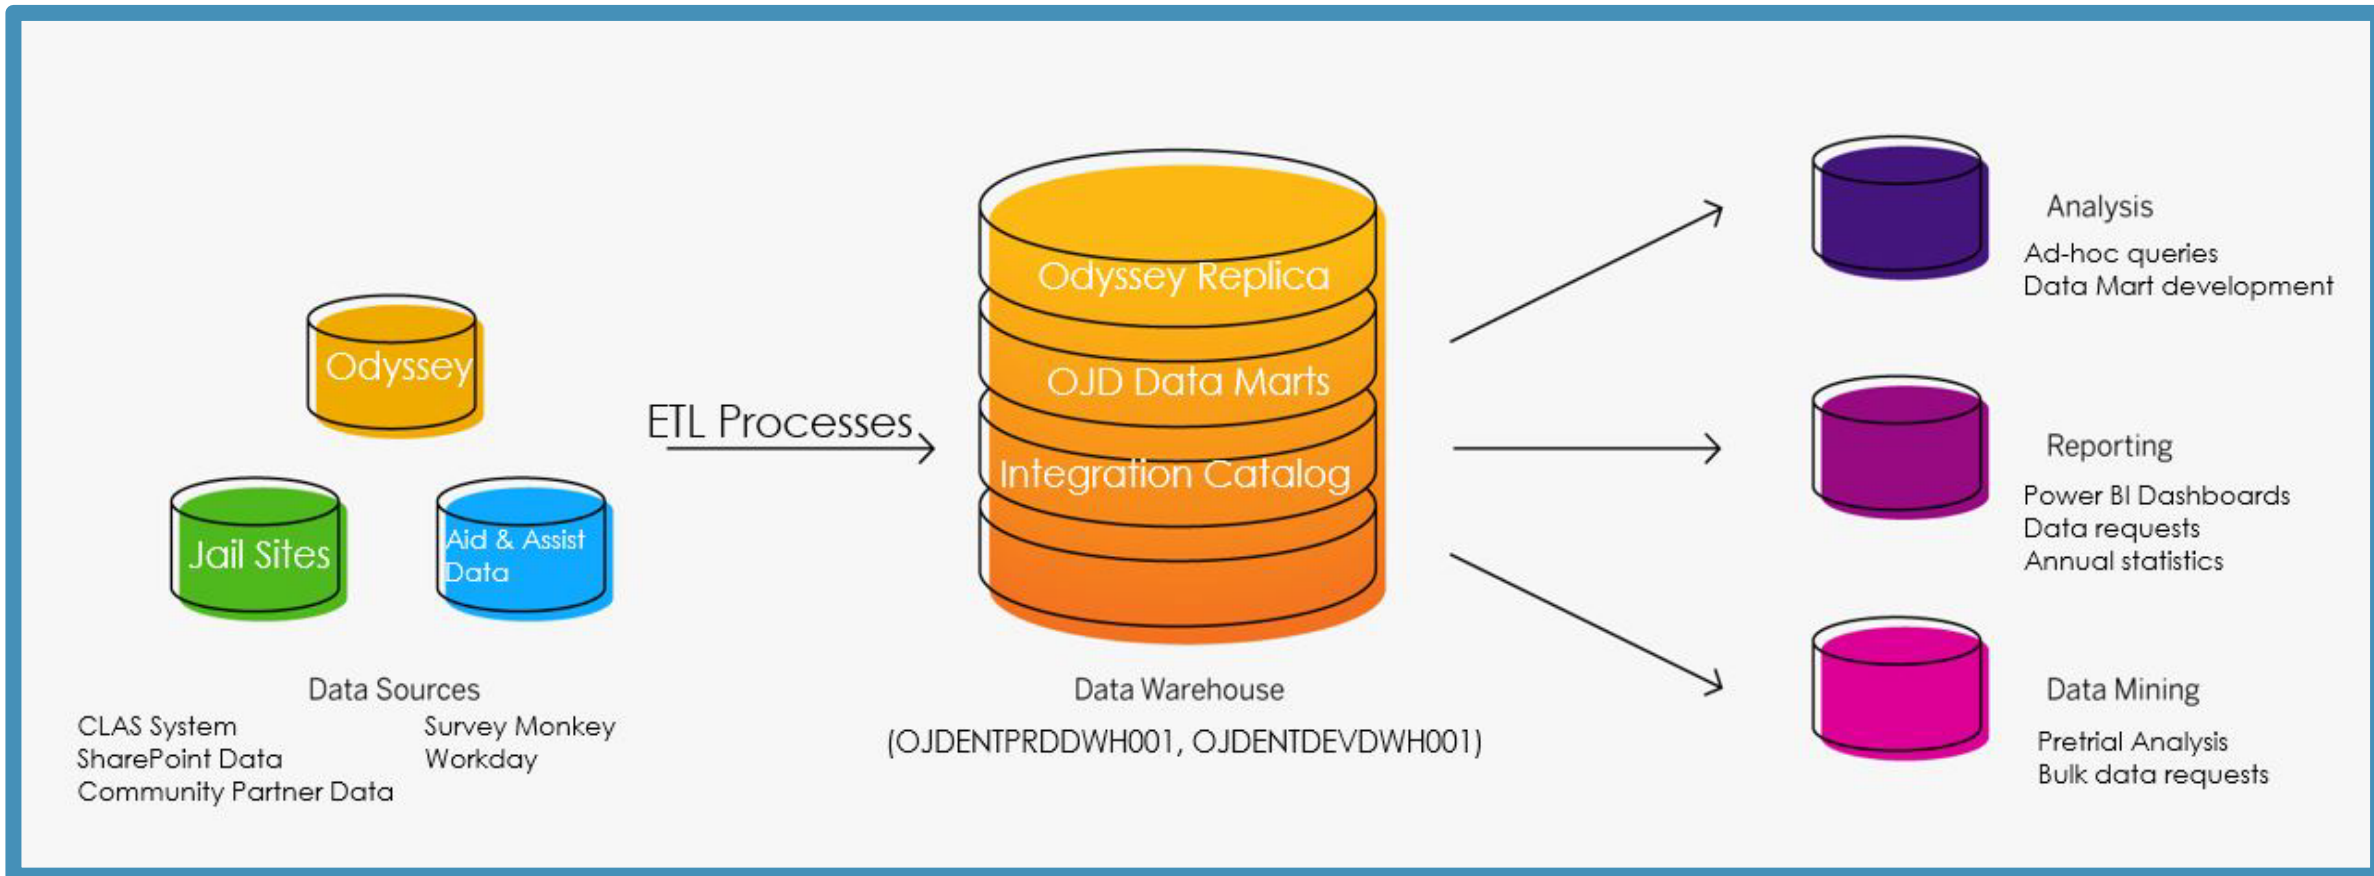 Odyssey
Jail Sites
Aid & Assist
Data
Data Sources
CLAS System
SharePoint Data
Community Partner Data
Survey Monkey
Workday
ETL Processes
Odyssey Replica
OJD Data Marts
Integration Catalog
Data Warehouse
(OJDENTPRDDWH001, OJDENTDEVDWH001)
Analysis
Ad-hoc queries
Data Mart development
Reporting
Power BI Dashboards
Data requests
Annual statistics
Data Mining
Pretrial Analysis
Bulk data requests